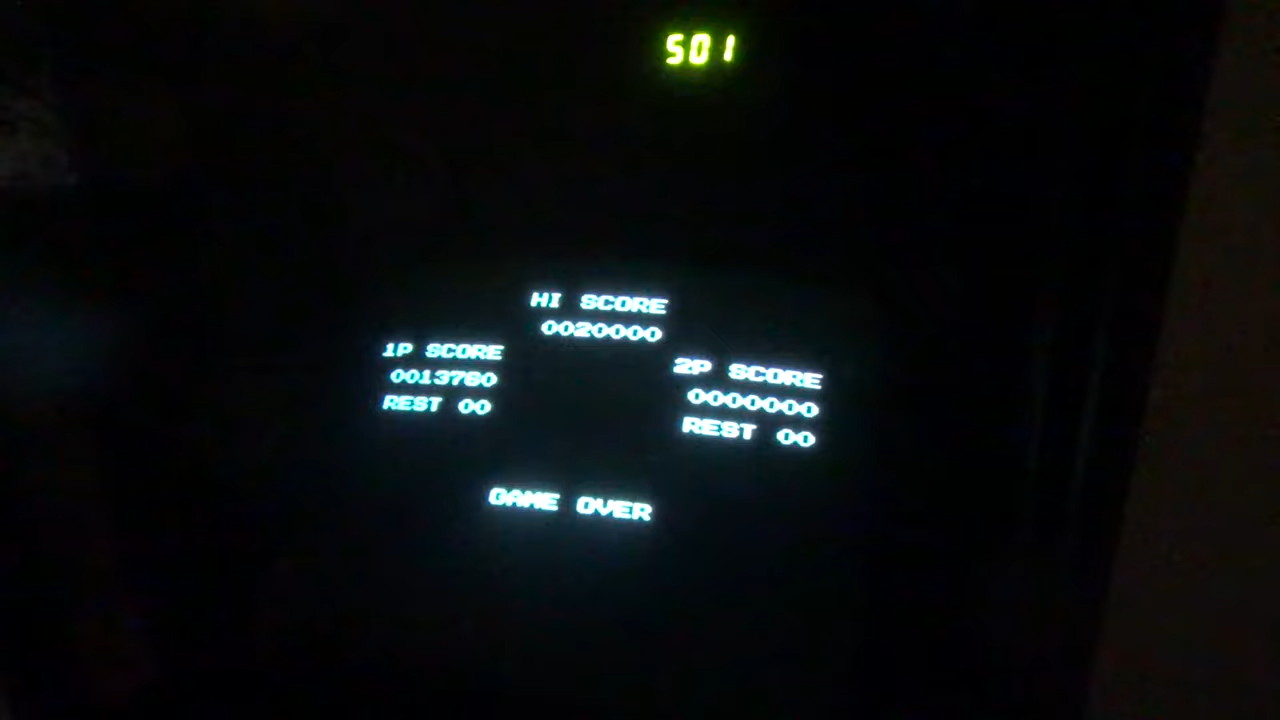 501
HI SCORE
0020000
1P SCORE
0013760
REST 00
2P SCORE
0000000
REST 00
GAME OVER